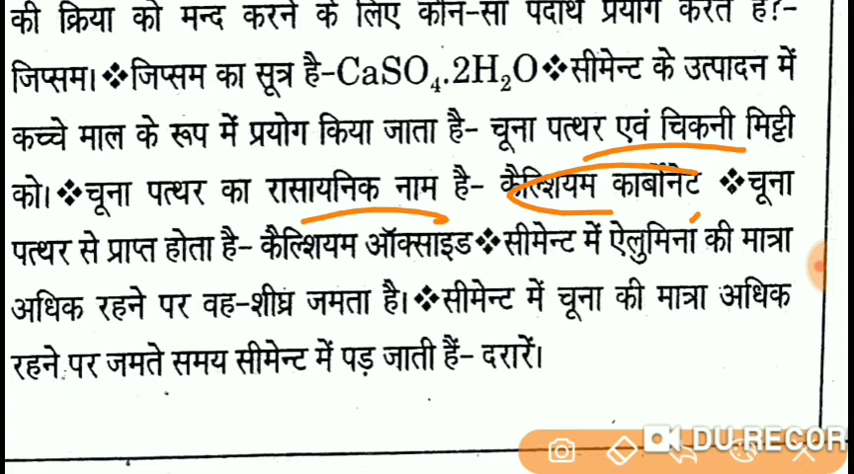 की क्रिया को मन्द करने के लिए कौन-सा पदार्थ प्रयोग करते हैं?-
जिप्सम। ❖जिप्सम का सूत्र है-CaSO₄.2H₂O❖सीमेन्ट के उत्पादन में
कच्चे माल के रूप में प्रयोग किया जाता है- चूना पत्थर एवं चिकनी मिट्टी
को। ❖चूना पत्थर का रासायनिक नाम है- कैल्शियम कार्बोनेट ❖चूना
पत्थर से प्राप्त होता है- कैल्शियम ऑक्साइड❖सीमेन्ट में ऐलुमिना की मात्रा
अधिक रहने पर वह-शीघ्र जमता है। ❖सीमेन्ट में चूना की मात्रा अधिक
रहने पर जमते समय सीमेन्ट में पड़ जाती हैं- दरारें।
DU RECOR